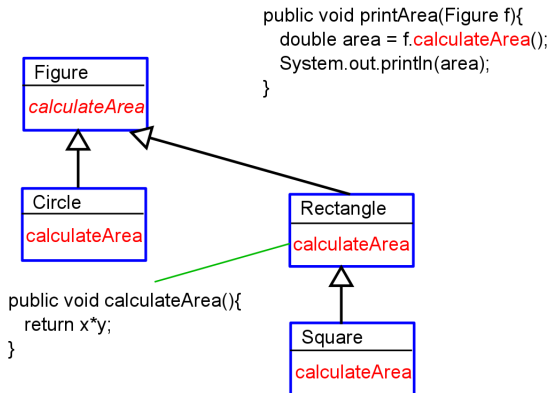 public void printArea(Figure f){
double area = f.calculateArea();
System.out.println(area);
}
Figure
calculateArea
Circle
calculateArea
Rectangle
calculateArea
public void calculateArea(){
return x*y;
}
Square
calculateArea